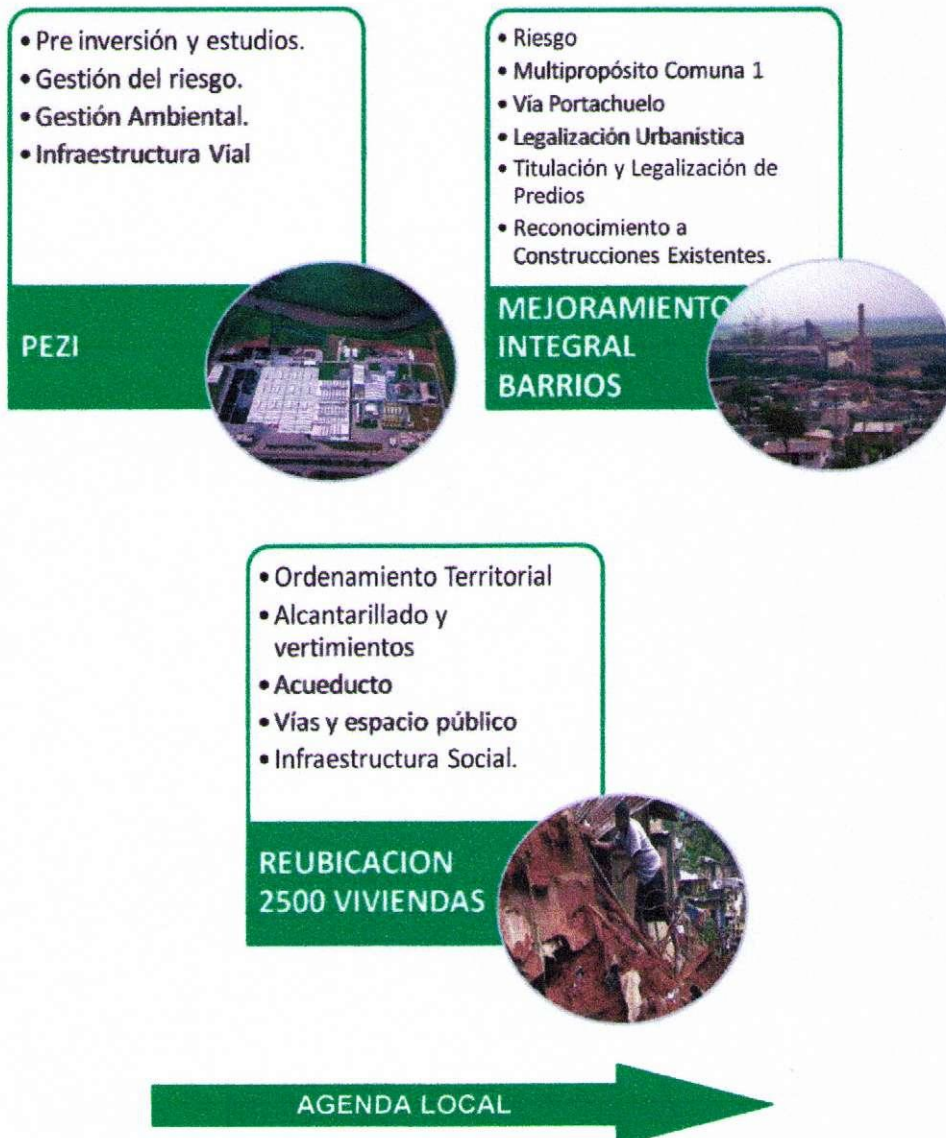 • Pre inversión y estudios.
• Gestión del riesgo.
• Gestión Ambiental.
• Infraestructura Vial
PEZI
• Riesgo
• Multipropósito Comuna 1
• Vía Portachuelo
• Legalización Urbanística
• Titulación y Legalización de
Predios
• Reconocimiento a
Construcciones Existentes.
MEJORAMIENTO
INTEGRAL
BARRIOS
• Ordenamiento Territorial
• Alcantarillado y
vertimientos
• Acueducto
• Vías y espacio público
• Infraestructura Social.
REUBICACION
2500 VIVIENDAS
AGENDA LOCAL